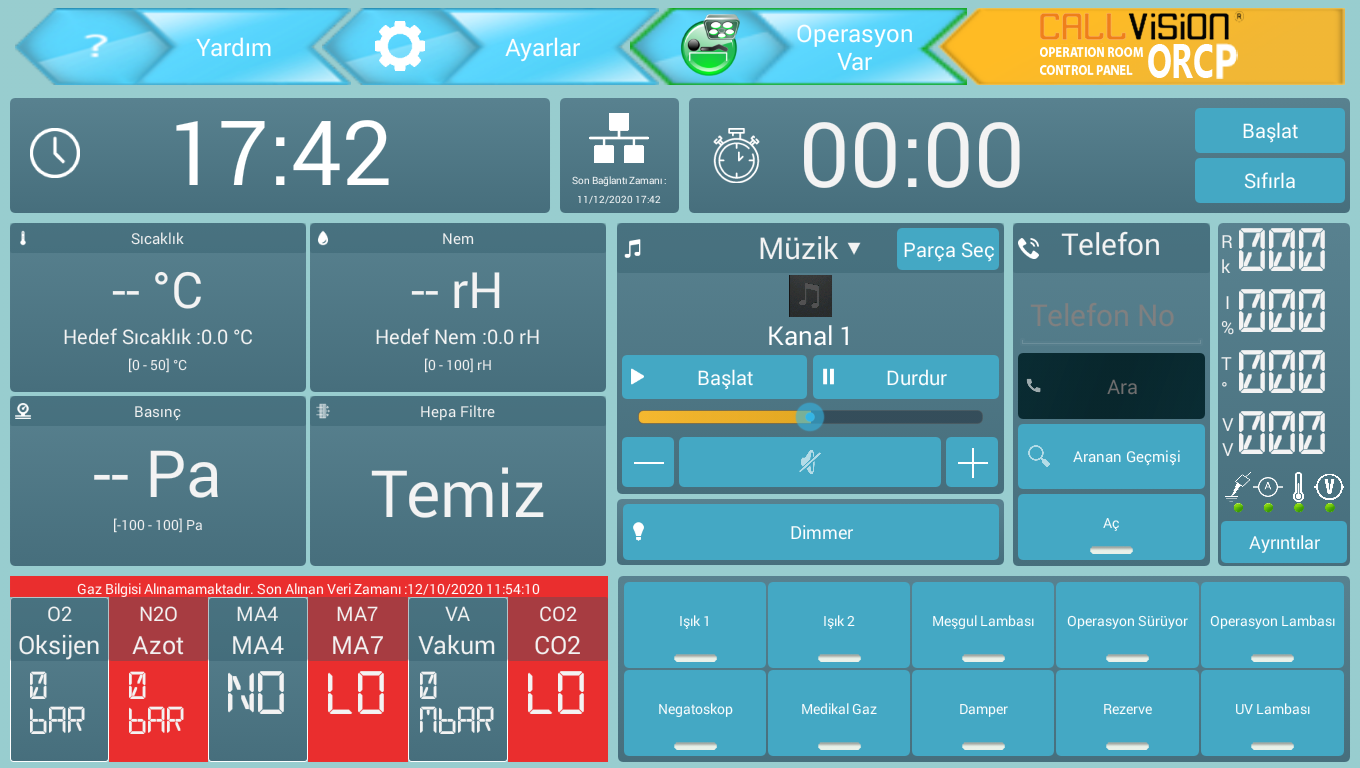 ?
Yardım
Ayarlar
Operasyon
Var
CALLViSiON®
OPERATION ROOM
CONTROL PANEL
ORCP
17:42
Son Bağlantı Zamanı :
11/12/2020 17:42
00:00
Başlat
Sıfırla
Sıcaklık
-- °C
Hedef Sıcaklık :0.0 °C
[0 - 50] °C
Nem
-- rH
Hedef Nem :0.0 rH
[0 - 100] rH
Basınç
-- Pa
[-100 - 100] Pa
Hepa Filtre
Temiz
Müzik ▼
Parça Seç
Kanal 1
Başlat
Durdur
Dimmer
Telefon
Telefon No
Ara
Aranan Geçmişi
Aç
R
k
000
I
%
000
T
°
000
V
V
000
A
V
Ayrıntılar
Gaz Bilgisi Alınamamaktadır. Son Alınan Veri Zamanı :12/10/2020 11:54:10
O2
Oksijen
0
bAR
N2O
Azot
0
bAR
MA4
MA4
NO
MA7
MA7
LO
VA
Vakum
0
MbAR
CO2
CO2
LO
Işık 1
Işık 2
Meşgul Lambası
Operasyon Sürüyor
Operasyon Lambası
Negatoskop
Medikal Gaz
Damper
Rezerve
UV Lambası